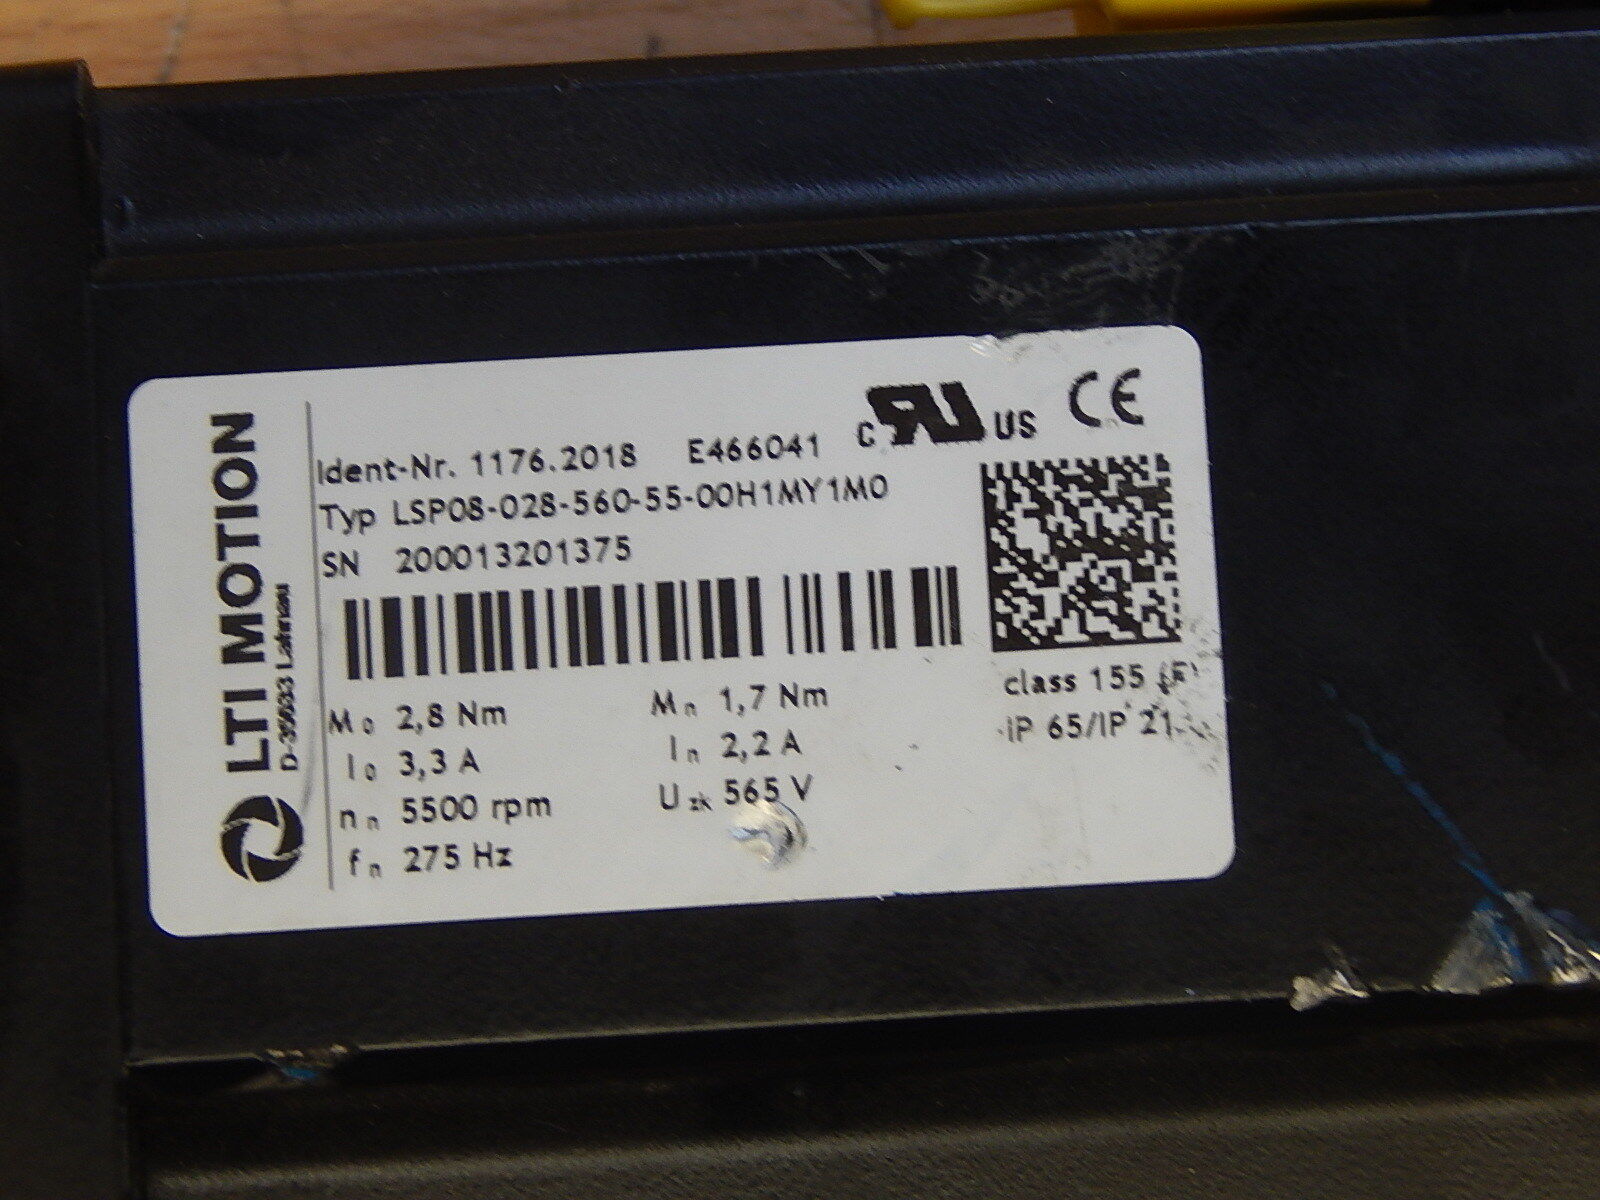 LTI MOTION
D-35633 Lahnau
Ident-Nr. 1176.2018 E466041 c RU US CE
Typ LSP08-028-560-55-00H1MY1M0
SN 200013201375
M0 2,8 Nm Mn 1,7 Nm class 155 (F)
I0 3,3 A In 2,2 A IP 65/IP 21
nn 5500 rpm Uzk 565 V
fn 275 Hz